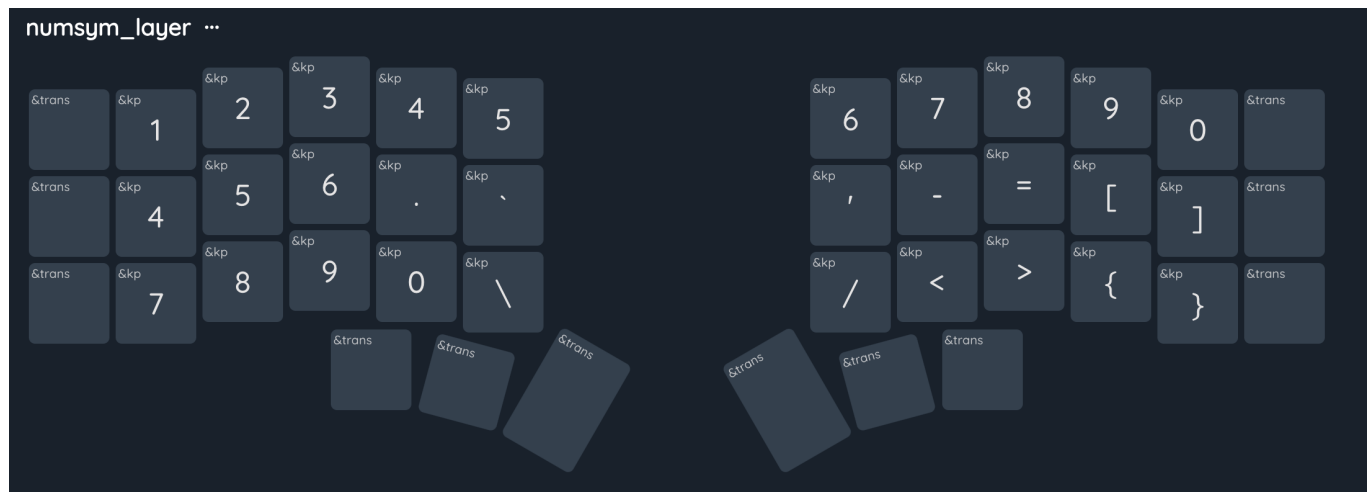 numsym_layer ...
&trans &kp 1 &kp 2 &kp 3 &kp 4 &kp 5 &kp 6 &kp 7 &kp 8 &kp 9 &kp 0 &trans
&trans &kp 4 &kp 5 &kp 6 &kp . &kp ` &kp ' &kp - &kp = &kp [ &kp ] &trans
&trans &kp 7 &kp 8 &kp 9 &kp 0 &kp \ &kp / &kp < &kp > &kp { &kp } &trans
&trans &trans &trans &trans &trans &trans